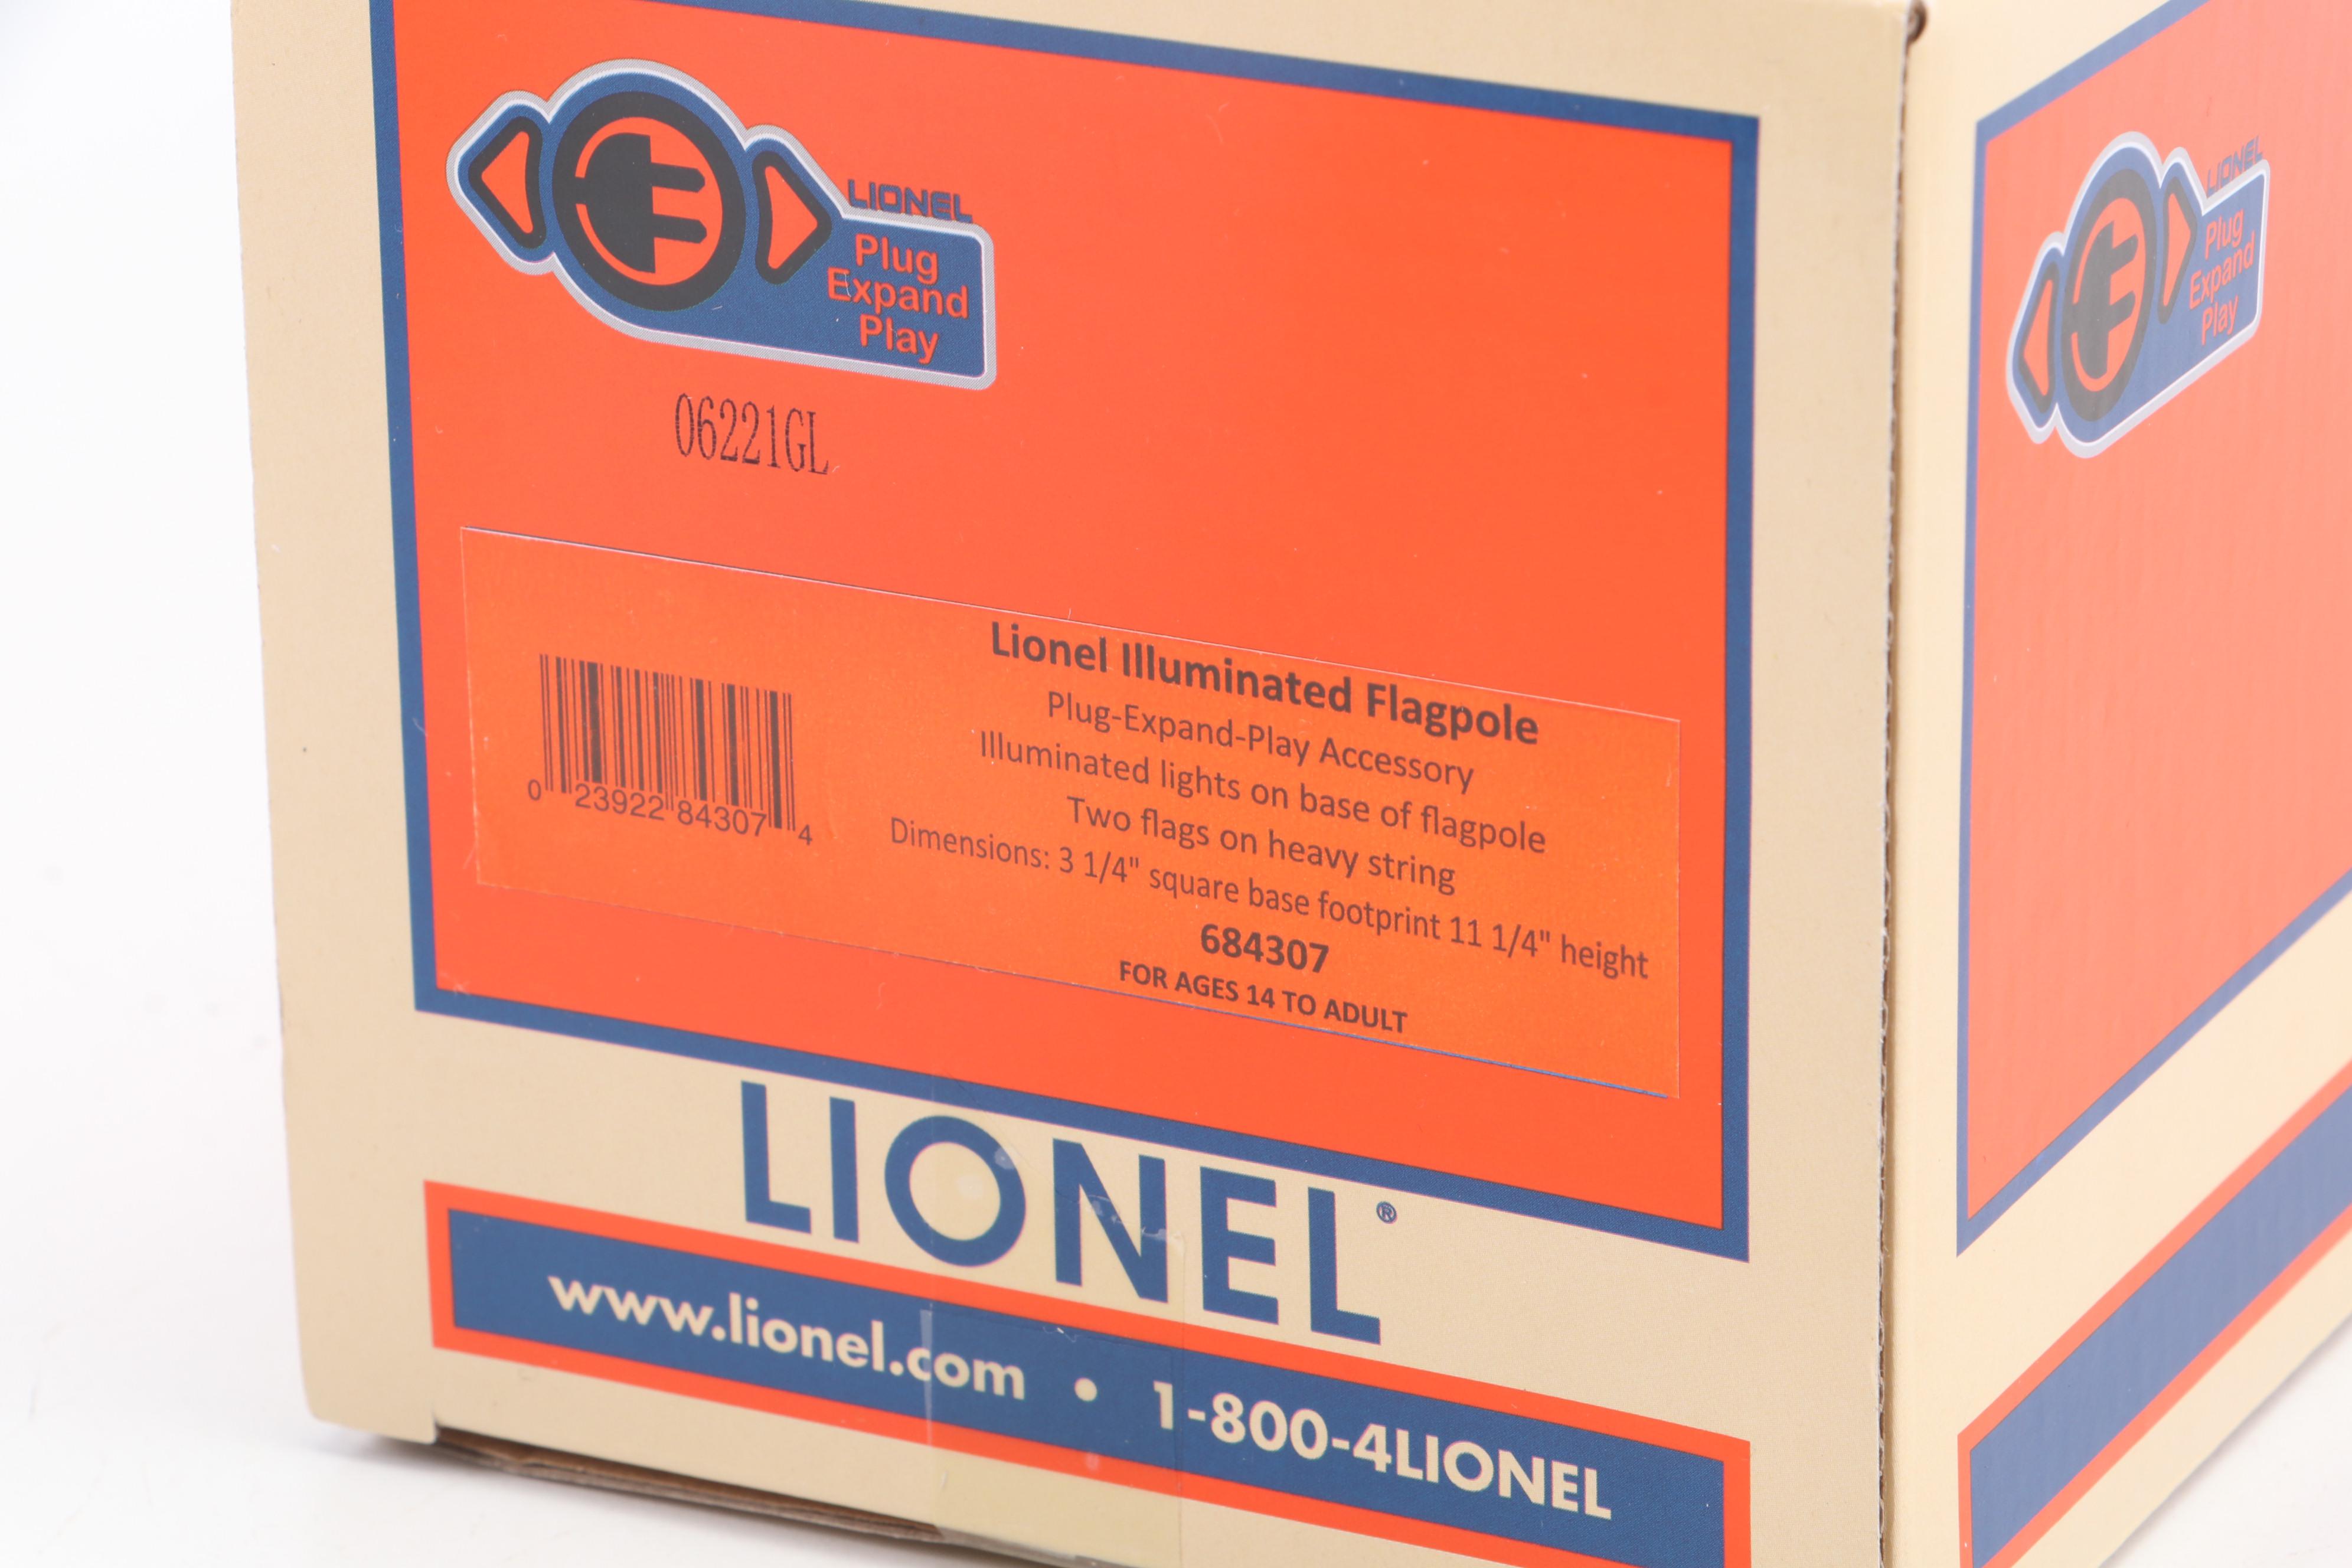 LIONEL
Plug
Expand
Play
06221GL
Lionel Illuminated Flagpole
Plug-Expand-Play Accessory
Illuminated lights on base of flagpole
Two flags on heavy string
Dimensions: 3 1/4" square base footprint 11 1/4" height
684307
FOR AGES 14 TO ADULT
0 23922 84307 4
LIONEL®
www.lionel.com • 1-800-4LIONEL
LIONEL
Plug
Expand
Play